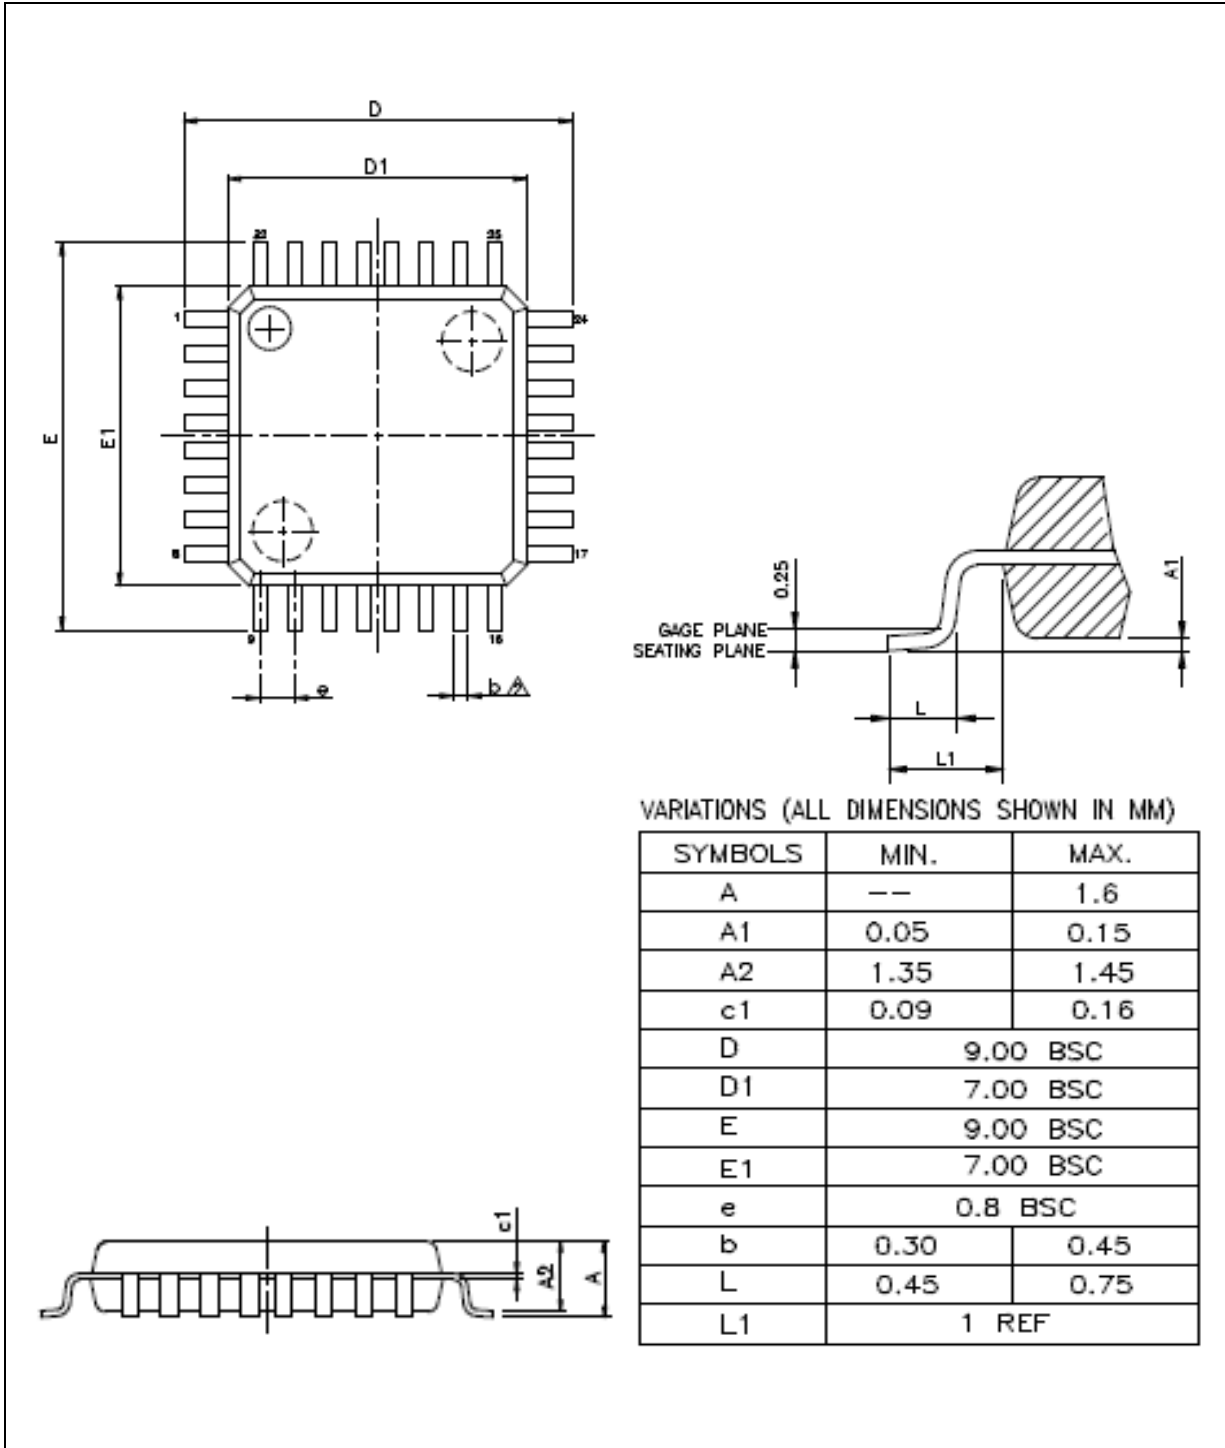 D
D1
25
1
24
E
E1
17
9
16
e
b
0.25
A1
GAGE PLANE
SEATING PLANE
L
L1
VARIATIONS (ALL DIMENSIONS SHOWN IN MM)
SYMBOLS MIN. MAX.
A -- 1.6
A1 0.05 0.15
A2 1.35 1.45
c1 0.09 0.16
D 9.00 BSC
D1 7.00 BSC
E 9.00 BSC
E1 7.00 BSC
e 0.8 BSC
b 0.30 0.45
L 0.45 0.75
L1 1 REF
c1
A2
A